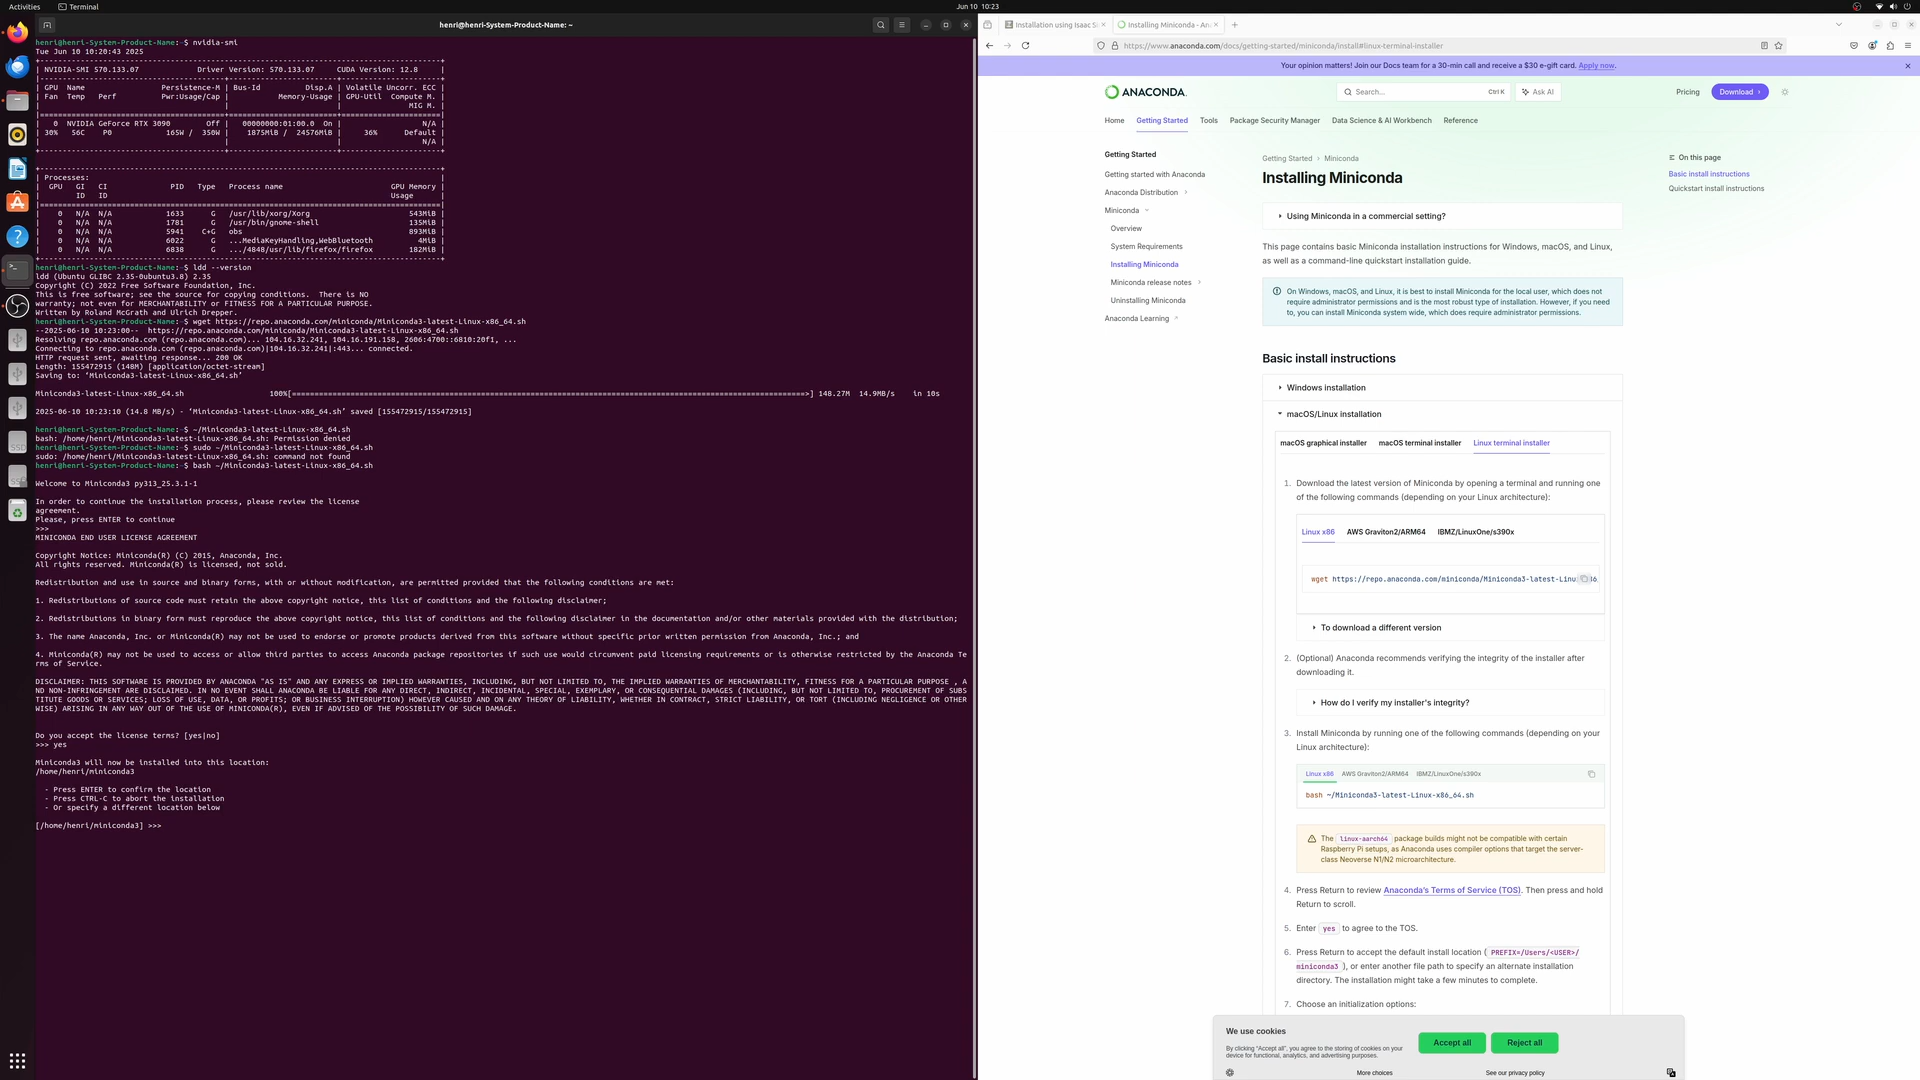 Activities
Terminal
Jun 10 10:23
henri@henri-System-Product-Name: ~
henri@henri-System-Product-Name:~$ nvidia-smi
Tue Jun 10 10:20:43 2025
| NVIDIA-SMI 570.133.07 Driver Version: 570.133.07 CUDA Version: 12.8 |
| GPU Name Persistence-M | Bus-Id Disp.A | Volatile Uncorr. ECC |
| Fan Temp Perf Pwr:Usage/Cap | Memory-Usage | GPU-Util Compute M. |
| | | MIG M. |
| 0 NVIDIA GeForce RTX 3090 Off | 00000000:01:00.0 On | N/A |
| 30% 56C P0 165W / 350W | 1875MiB / 24576MiB | 36% Default |
| | | N/A |
| Processes: |
| GPU GI CI PID Type Process name GPU Memory |
| ID ID Usage |
| 0 N/A N/A 1633 G /usr/lib/xorg/Xorg 543MiB |
| 0 N/A N/A 1781 G /usr/bin/gnome-shell 135MiB |
| 0 N/A N/A 5941 C+G obs 893MiB |
| 0 N/A N/A 6022 G ...MediaKeyHandling,WebBluetooth 4MiB |
| 0 N/A N/A 6838 G .../4848/usr/lib/firefox/firefox 182MiB |
henri@henri-System-Product-Name:~$ ldd --version
ldd (Ubuntu GLIBC 2.35-0ubuntu3.8) 2.35
Copyright (C) 2022 Free Software Foundation, Inc.
This is free software; see the source for copying conditions. There is NO
warranty; not even for MERCHANTABILITY or FITNESS FOR A PARTICULAR PURPOSE.
Written by Roland McGrath and Ulrich Drepper.
henri@henri-System-Product-Name:~$ wget https://repo.anaconda.com/miniconda/Miniconda3-latest-Linux-x86_64.sh
--2025-06-10 10:23:00-- https://repo.anaconda.com/miniconda/Miniconda3-latest-Linux-x86_64.sh
Resolving repo.anaconda.com (repo.anaconda.com)... 104.16.32.241, 104.16.191.158, 2606:4700::6810:20f1, ...
Connecting to repo.anaconda.com (repo.anaconda.com)|104.16.32.241|:443... connected.
HTTP request sent, awaiting response... 200 OK
Length: 155472915 (148M) [application/octet-stream]
Saving to: ‘Miniconda3-latest-Linux-x86_64.sh’
Miniconda3-latest-Linux-x86_64.sh 100%[==========>] 148.27M 14.9MB/s in 10s
2025-06-10 10:23:10 (14.8 MB/s) - ‘Miniconda3-latest-Linux-x86_64.sh’ saved [155472915/155472915]
henri@henri-System-Product-Name:~$ ~/Miniconda3-latest-Linux-x86_64.sh
bash: /home/henri/Miniconda3-latest-Linux-x86_64.sh: Permission denied
henri@henri-System-Product-Name:~$ sudo ~/Miniconda3-latest-Linux-x86_64.sh
sudo: /home/henri/Miniconda3-latest-Linux-x86_64.sh: command not found
henri@henri-System-Product-Name:~$ bash ~/Miniconda3-latest-Linux-x86_64.sh
Welcome to Miniconda3 py313_25.3.1-1
In order to continue the installation process, please review the license
agreement.
Please, press ENTER to continue
>>>
MINICONDA END USER LICENSE AGREEMENT
Copyright Notice: Miniconda(R) (C) 2015, Anaconda, Inc.
All rights reserved. Miniconda(R) is licensed, not sold.
Redistribution and use in source and binary forms, with or without modification, are permitted provided that the following conditions are met:
1. Redistributions of source code must retain the above copyright notice, this list of conditions and the following disclaimer;
2. Redistributions in binary form must reproduce the above copyright notice, this list of conditions and the following disclaimer in the documentation and/or other materials provided with the distribution;
3. The name Anaconda, Inc. or Miniconda(R) may not be used to endorse or promote products derived from this software without specific prior written permission from Anaconda, Inc.; and
4. Miniconda(R) may not be used to access or allow third parties to access Anaconda package repositories if such use would circumvent paid licensing requirements or is otherwise restricted by the Anaconda Te
rms of Service.
DISCLAIMER: THIS SOFTWARE IS PROVIDED BY ANACONDA "AS IS" AND ANY EXPRESS OR IMPLIED WARRANTIES, INCLUDING, BUT NOT LIMITED TO, THE IMPLIED WARRANTIES OF MERCHANTABILITY, FITNESS FOR A PARTICULAR PURPOSE , A
ND NON-INFRINGEMENT ARE DISCLAIMED. IN NO EVENT SHALL ANACONDA BE LIABLE FOR ANY DIRECT, INDIRECT, INCIDENTAL, SPECIAL, EXEMPLARY, OR CONSEQUENTIAL DAMAGES (INCLUDING, BUT NOT LIMITED TO, PROCUREMENT OF SUBS
TITUTE GOODS OR SERVICES; LOSS OF USE, DATA, OR PROFITS; OR BUSINESS INTERRUPTION) HOWEVER CAUSED AND ON ANY THEORY OF LIABILITY, WHETHER IN CONTRACT, STRICT LIABILITY, OR TORT (INCLUDING NEGLIGENCE OR OTHER
WISE) ARISING IN ANY WAY OUT OF THE USE OF MINICONDA(R), EVEN IF ADVISED OF THE POSSIBILITY OF SUCH DAMAGE.
Do you accept the license terms? [yes|no]
>>> yes
Miniconda3 will now be installed into this location:
/home/henri/miniconda3
- Press ENTER to confirm the location
- Press CTRL-C to abort the installation
- Or specify a different location below
[/home/henri/miniconda3] >>>
Installation using Isaac S
Installing Miniconda - An
https://www.anaconda.com/docs/getting-started/miniconda/install#linux-terminal-installer
Your opinion matters! Join our Docs team for a 30-min call and receive a $30 e-gift card. Apply now.
ANACONDA.
Search... Ctrl K
Ask AI
Pricing
Download
Home
Getting Started
Tools
Package Security Manager
Data Science & AI Workbench
Reference
Getting Started
Getting started with Anaconda
Anaconda Distribution
Miniconda
Overview
System Requirements
Installing Miniconda
Miniconda release notes
Uninstalling Miniconda
Anaconda Learning
Getting Started > Miniconda
Installing Miniconda
Using Miniconda in a commercial setting?
This page contains basic Miniconda installation instructions for Windows, macOS, and Linux,
as well as a command-line quickstart installation guide.
On Windows, macOS, and Linux, it is best to install Miniconda for the local user, which does not
require administrator permissions and is the most robust type of installation. However, if you need
to, you can install Miniconda system wide, which does require administrator permissions.
Basic install instructions
Windows installation
macOS/Linux installation
macOS graphical installer
macOS terminal installer
Linux terminal installer
1. Download the latest version of Miniconda by opening a terminal and running one
of the following commands (depending on your Linux architecture):
Linux x86
AWS Graviton2/ARM64
IBMZ/LinuxOne/s390x
wget https://repo.anaconda.com/miniconda/Miniconda3-latest-Linu
To download a different version
2. (Optional) Anaconda recommends verifying the integrity of the installer after
downloading it.
How do I verify my installer's integrity?
3. Install Miniconda by running one of the following commands (depending on your
Linux architecture):
Linux x86
AWS Graviton2/ARM64
IBMZ/LinuxOne/s390x
bash ~/Miniconda3-latest-Linux-x86_64.sh
The linux-aarch64 package builds might not be compatible with certain
Raspberry Pi setups, as Anaconda uses compiler options that target the server-
class Neoverse N1/N2 microarchitecture.
4. Press Return to review Anaconda's Terms of Service (TOS). Then press and hold
Return to scroll.
5. Enter yes to agree to the TOS.
6. Press Return to accept the default install location ( PREFIX=/Users/<USER>/
miniconda3 ), or enter another file path to specify an alternate installation
directory. The installation might take a few minutes to complete.
7. Choose an initialization options:
On this page
Basic install instructions
Quickstart install instructions
We use cookies
By clicking "Accept all", you agree to the storing of cookies on your
device for functional, analytics, and advertising purposes.
Accept all
Reject all
More choices
See our privacy policy